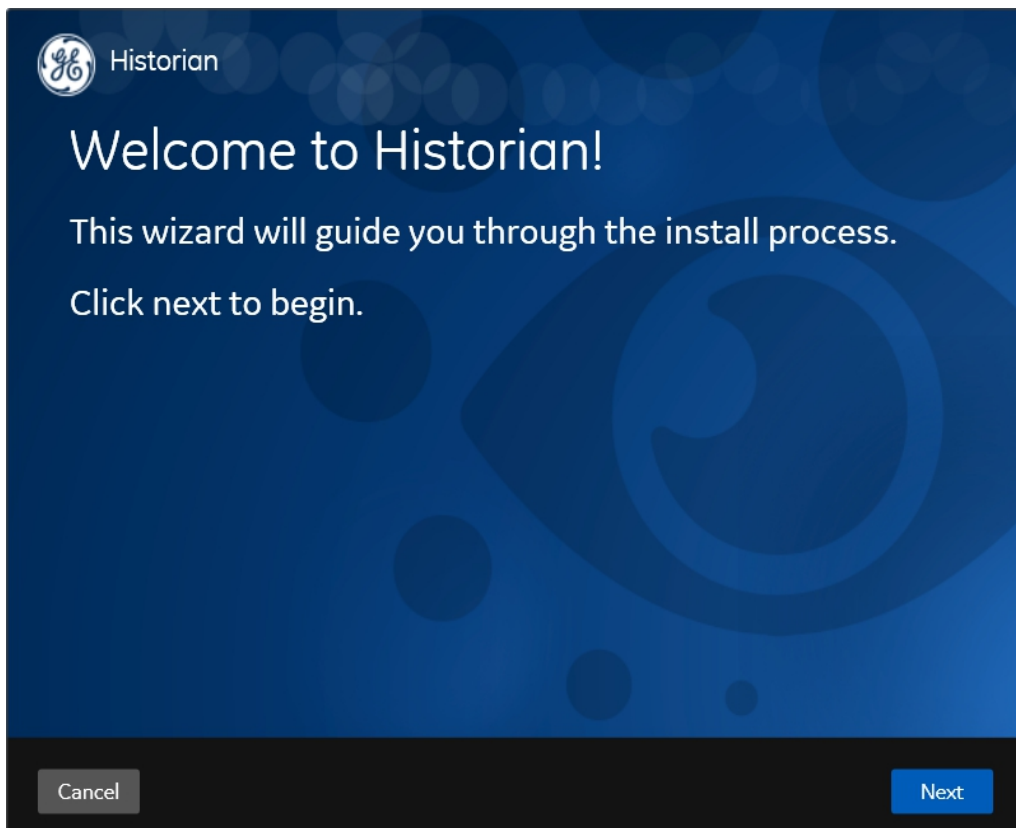 Historian
Welcome to Historian!
This wizard will guide you through the install process.
Click next to begin.
Cancel
Next